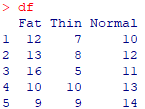 > df
  Fat Thin Normal
1  12    7     10
2  13    8     12
3  16    5     11
4  10   10     13
5   9    9     14